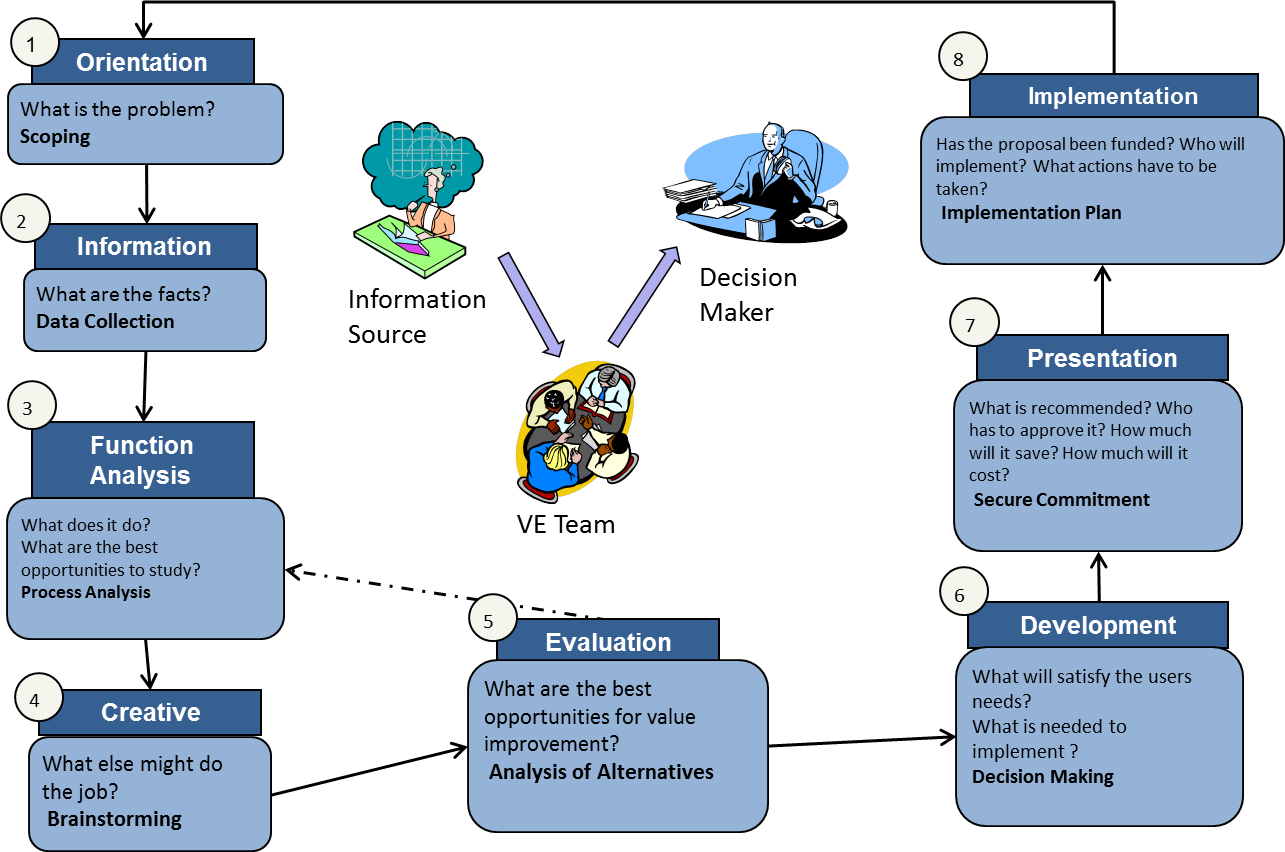 1
Orientation
What is the problem?
Scoping
2
Information
What are the facts?
Data Collection
3
Function
Analysis
What does it do?
What are the best
opportunities to study?
Process Analysis
4
Creative
What else might do
the job?
Brainstorming
Information
Source
VE Team
Decision
Maker
5
Evaluation
What are the best
opportunities for value
improvement?
Analysis of Alternatives
6
Development
What will satisfy the users
needs?
What is needed to
implement ?
Decision Making
7
Presentation
What is recommended? Who
has to approve it? How much
will it save? How much will it
cost?
Secure Commitment
8
Implementation
Has the proposal been funded? Who will
implement? What actions have to be
taken?
Implementation Plan